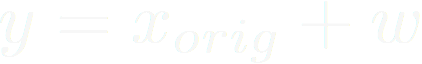 y = x_{orig} + w